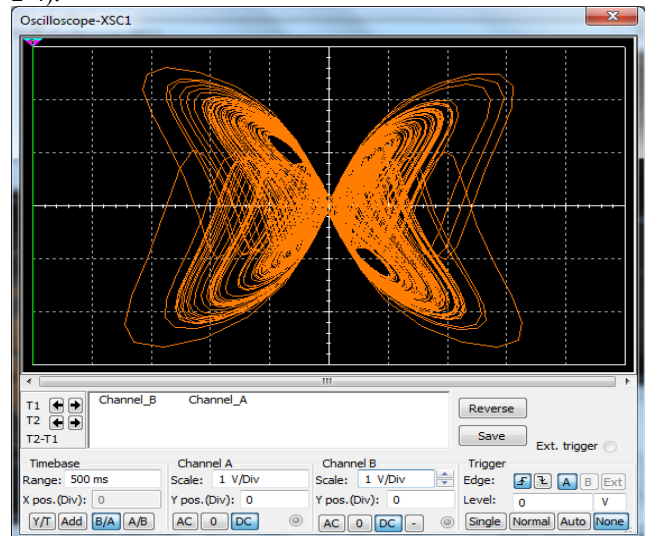 2-4).
Oscilloscope-XSC1
T1
T2
T2-T1
Channel_B Channel_A
Reverse
Save
Ext. trigger
Timebase
Range: 500 ms
X pos.(Div): 0
Y/T Add B/A A/B
Channel A
Scale: 1 V/Div
Y pos.(Div): 0
AC 0 DC
Channel B
Scale: 1 V/Div
Y pos.(Div): 0
AC 0 DC -
Trigger
Edge: A B Ext
Level: 0 V
Single Normal Auto None